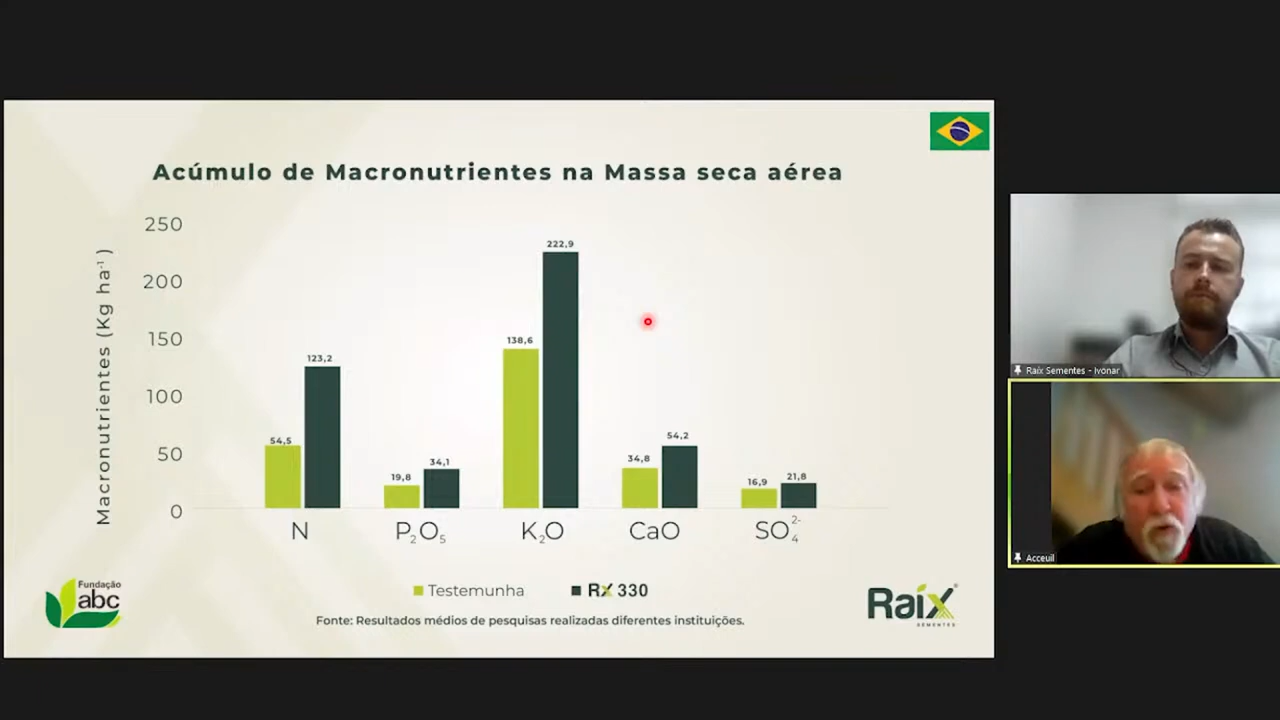 Acúmulo de Macronutrientes na Massa seca aérea
Macronutrientes (Kg ha⁻¹)
250
200
150
100
50
0
54,5
123,2
19,8
34,1
138,6
222,9
34,8
54,2
16,9
21,8
N
P₂O₅
K₂O
CaO
SO₄²⁻
Testemunha
RX 330
Fonte: Resultados médios de pesquisas realizadas diferentes instituições.
Fundação
abc
Raix
SEMENTES
Raíx Sementes - Ivonar
Acceuil